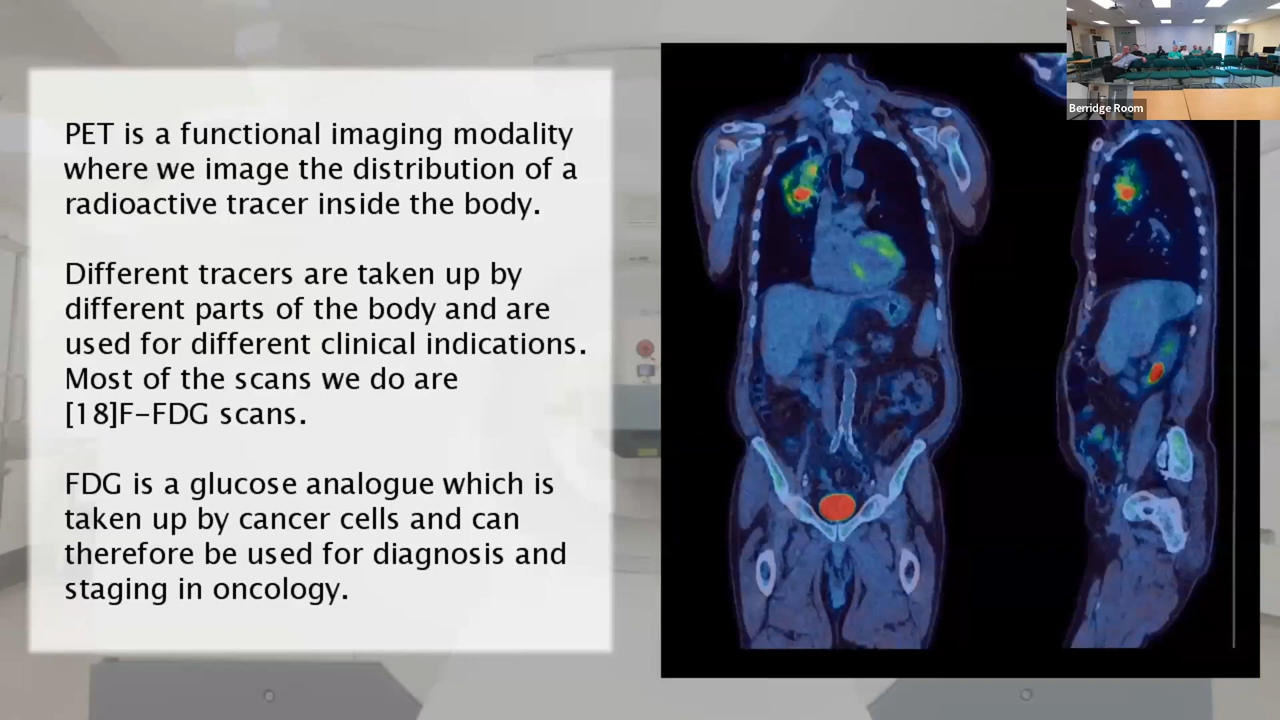 PET is a functional imaging modality
where we image the distribution of a
radioactive tracer inside the body.
Different tracers are taken up by
different parts of the body and are
used for different clinical indications.
Most of the scans we do are
[18]F-FDG scans.
FDG is a glucose analogue which is
taken up by cancer cells and can
therefore be used for diagnosis and
staging in oncology.
Berridge Room